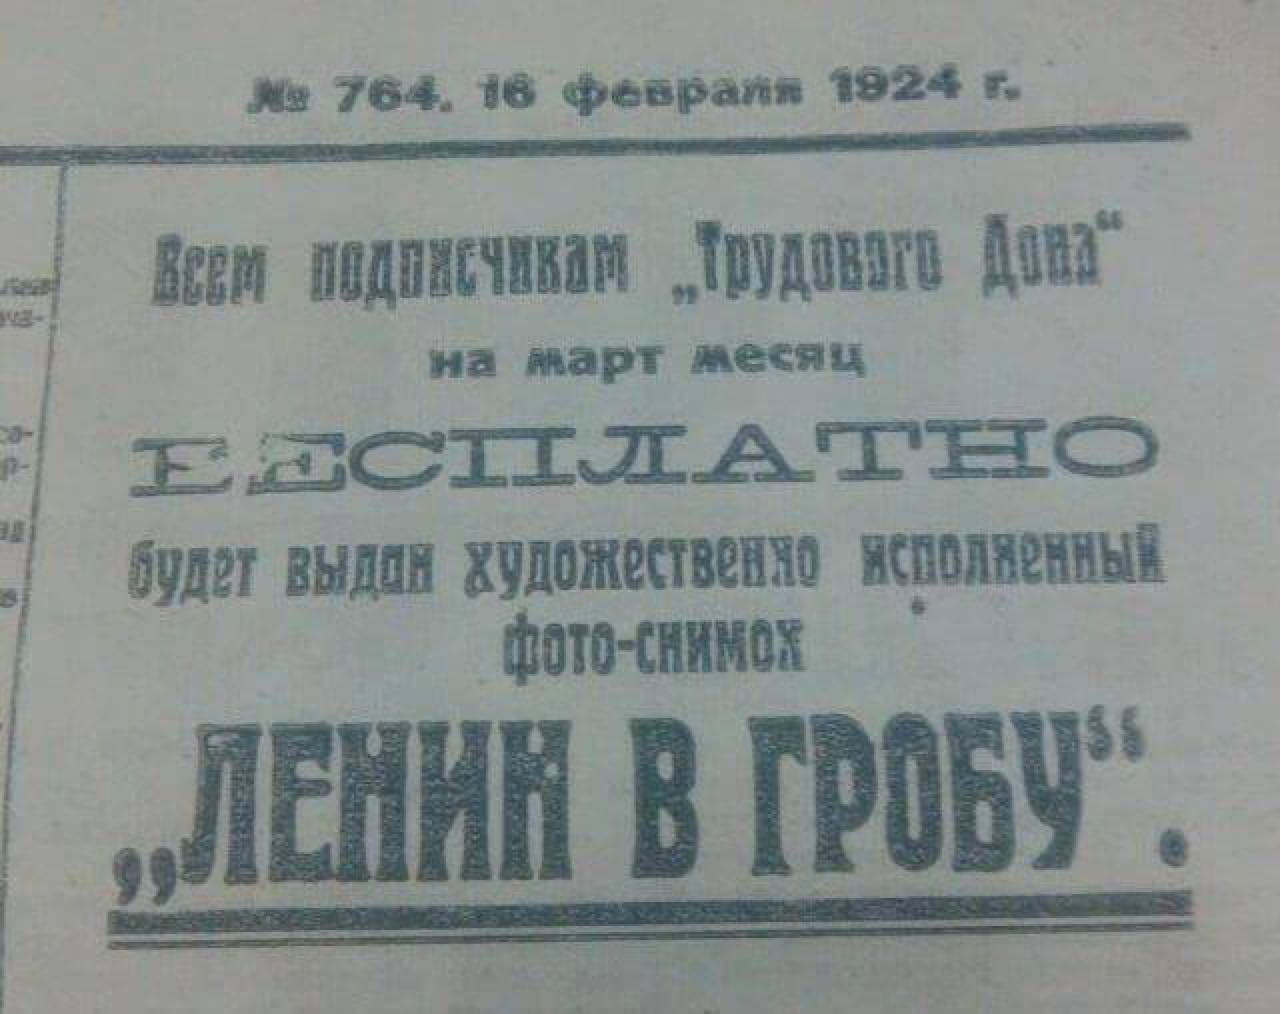 № 764. 16 февраля 1924 г.
Всем подписчикам „Трудового Дона“
на март месяц
БЕСПЛАТНО
будет выдан художественно исполненный
фото-снимок
„ЛЕНИН В ГРОБУ“.